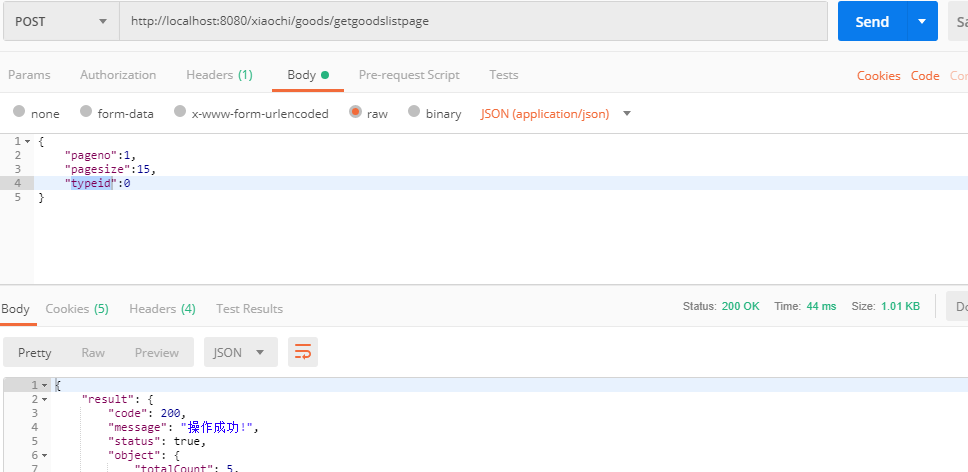 POST http://localhost:8080/xiaochi/goods/getgoodslistpage Send Sa
Params Authorization Headers (1) Body Pre-request Script Tests Cookies Code Co
none form-data x-www-form-urlencoded raw binary JSON (application/json)
1 {
2 "pageno":1,
3 "pagesize":15,
4 "typeid":0
5 }
Body Cookies (5) Headers (4) Test Results Status: 200 OK Time: 44 ms Size: 1.01 KB Do
Pretty Raw Preview JSON
1 {
2 "result": {
3 "code": 200,
4 "message": "操作成功!",
5 "status": true,
6 "object": {
7 "totalCount": 5,